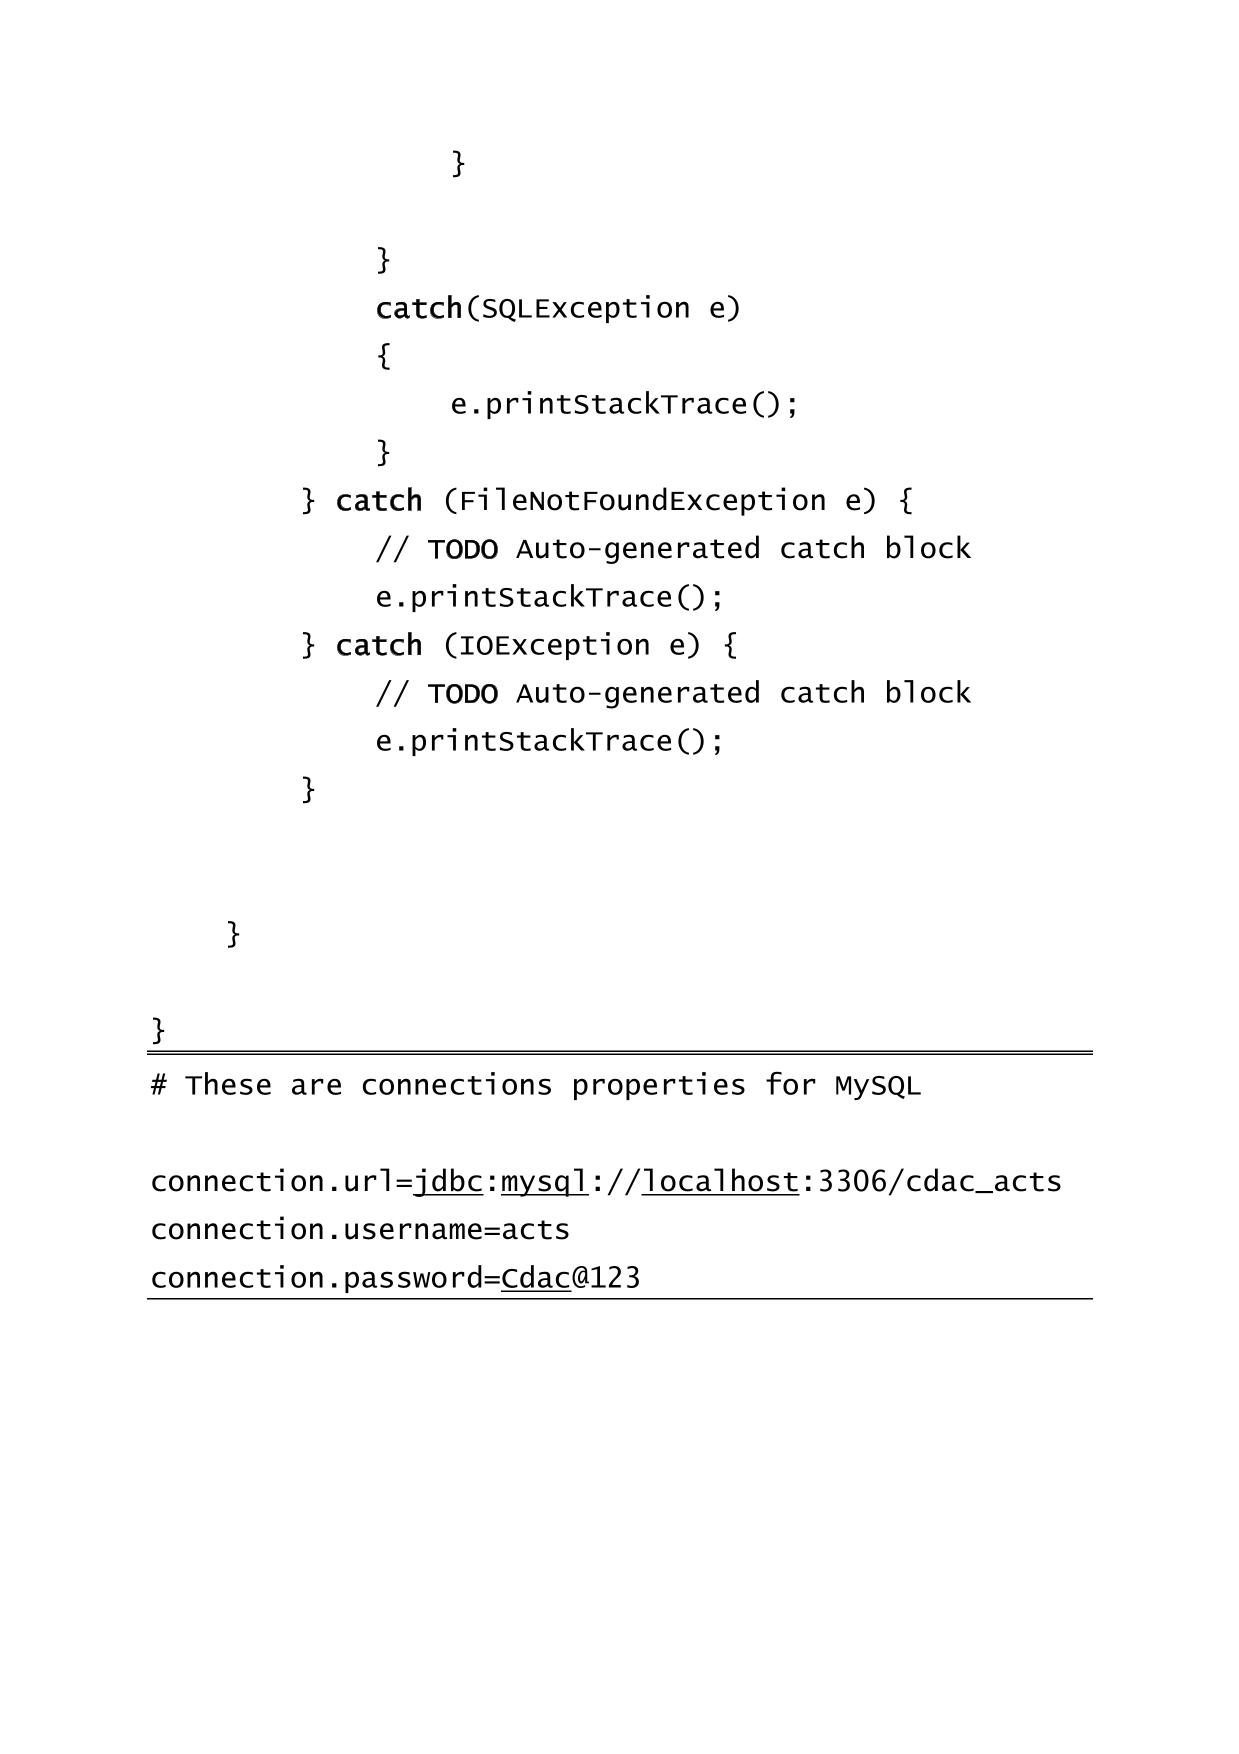 }
}
catch(SQLException e)
{
e.printStackTrace();
}
} catch (FileNotFoundException e) {
// TODO Auto-generated catch block
e.printStackTrace();
} catch (IOException e) {
// TODO Auto-generated catch block
e.printStackTrace();
}
}
}
# These are connections properties for MySQL
connection.url=jdbc:mysql://localhost:3306/cdac_acts
connection.username=acts
connection.password=Cdac@123